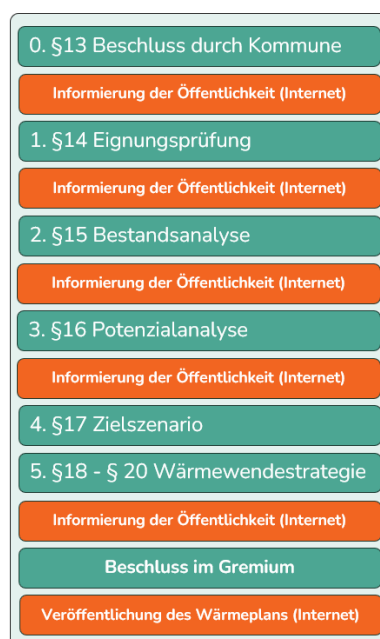 0. §13 Beschluss durch Kommune
Informierung der Öffentlichkeit (Internet)
1. §14 Eignungsprüfung
Informierung der Öffentlichkeit (Internet)
2. §15 Bestandsanalyse
Informierung der Öffentlichkeit (Internet)
3. §16 Potenzialanalyse
Informierung der Öffentlichkeit (Internet)
4. §17 Zielszenario
5. §18 - § 20 Wärmewendestrategie
Informierung der Öffentlichkeit (Internet)
Beschluss im Gremium
Veröffentlichung des Wärmeplans (Internet)